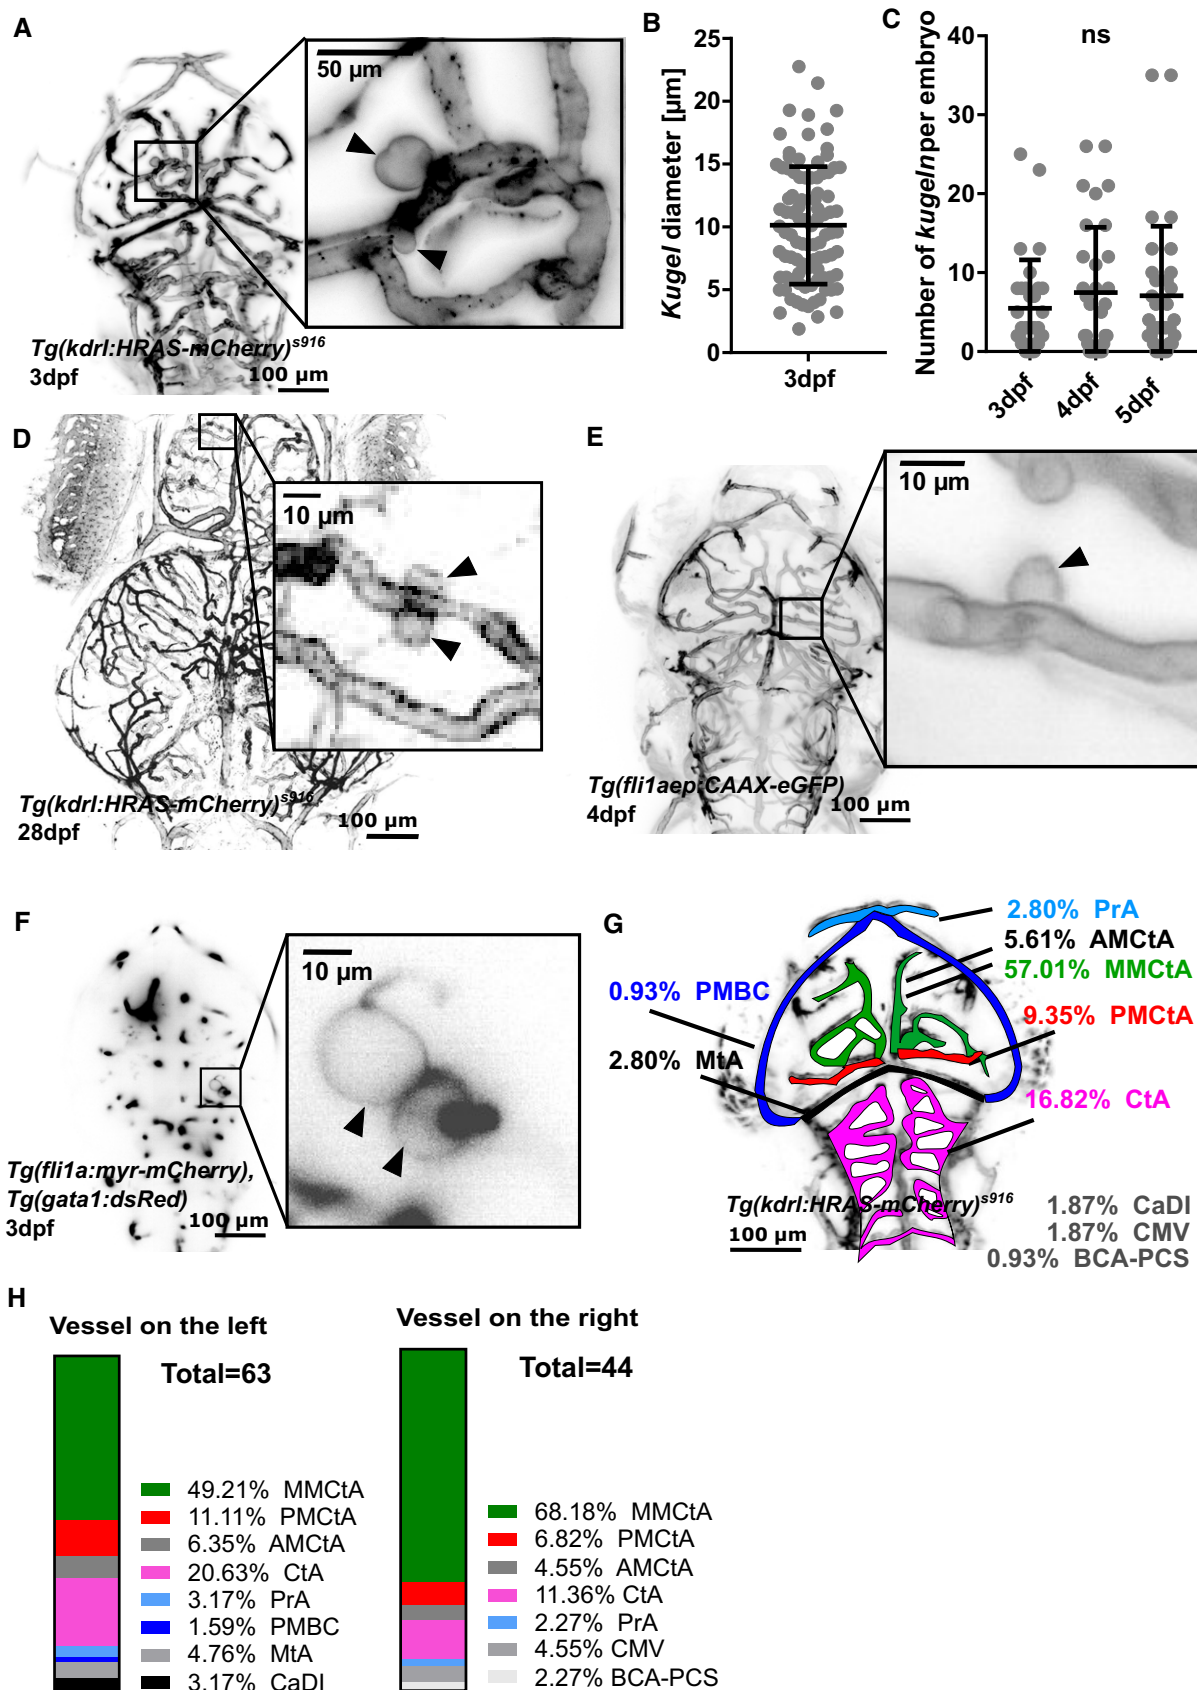 A
50 µm
Tg(kdrl:HRAS-mCherry)s916
3dpf
100 µm
B
Kugel diameter [µm]
25
20
15
10
5
0
3dpf
C
Number of kugelnper embryo
ns
40
30
20
10
0
3dpf
4dpf
5dpf
D
10 µm
Tg(kdrl:HRAS-mCherry)s916
28dpf
100 µm
E
10 µm
Tg(fli1aep:CAAX-eGFP)
4dpf
100 µm
F
10 µm
Tg(fli1a:myr-mCherry),
Tg(gata1:dsRed)
3dpf
100 µm
G
2.80% PrA
5.61% AMCtA
57.01% MMCtA
0.93% PMBC
9.35% PMCtA
2.80% MtA
16.82% CtA
Tg(kdrl:HRAS-mCherry)s916
100 µm
1.87% CaDI
1.87% CMV
0.93% BCA-PCS
H
Vessel on the left
Total=63
49.21% MMCtA
11.11% PMCtA
6.35% AMCtA
20.63% CtA
3.17% PrA
1.59% PMBC
4.76% MtA
3.17% CaDI
Vessel on the right
Total=44
68.18% MMCtA
6.82% PMCtA
4.55% AMCtA
11.36% CtA
2.27% PrA
4.55% CMV
2.27% BCA-PCS